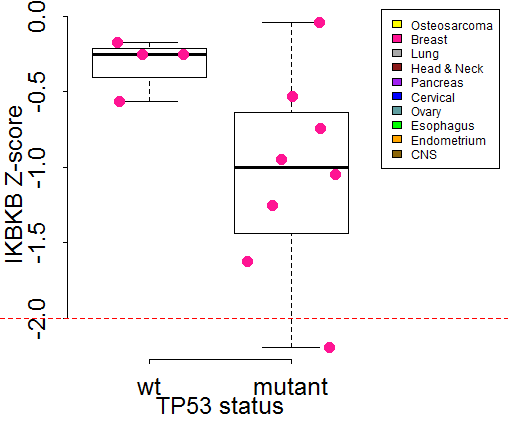 0.0
-0.5
-1.0
-1.5
-2.0
IKBKB Z-score
wt mutant
TP53 status
Osteosarcoma
Breast
Lung
Head & Neck
Pancreas
Cervical
Ovary
Esophagus
Endometrium
CNS